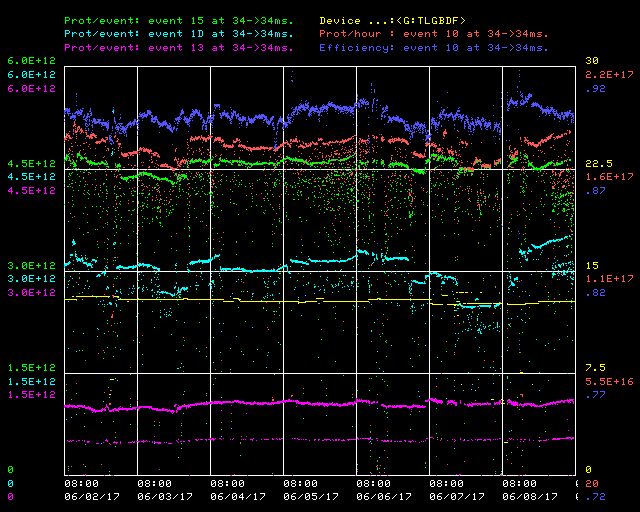 Prot/event: event 15 at 34->34ms. Device ...:<G:TLGBDF>
Prot/event: event 1D at 34->34ms. Prot/hour : event 10 at 34->34ms.
Prot/event: event 13 at 34->34ms. Efficiency: event 10 at 34->34ms.
6.0E+12 30
6.0E+12 2.2E+17
6.0E+12 .92
4.5E+12 22.5
4.5E+12 1.6E+17
4.5E+12 .87
3.0E+12 15
3.0E+12 1.1E+17
3.0E+12 .82
1.5E+12 7.5
1.5E+12 5.5E+16
1.5E+12 .77
0 0
0 08:00 08:00 08:00 08:00 08:00 08:00 08:00 20
0 06/02/17 06/03/17 06/04/17 06/05/17 06/06/17 06/07/17 06/08/17 .72